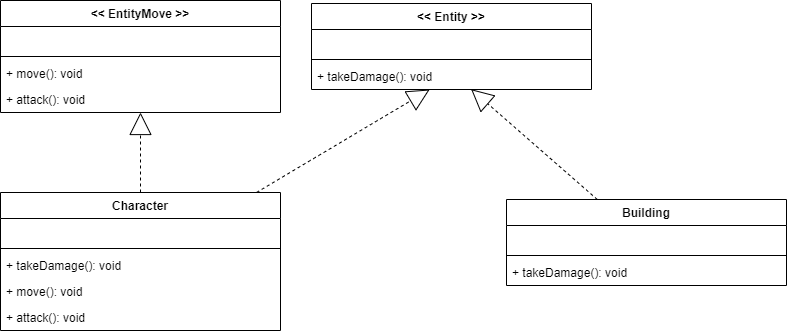 << EntityMove >>
+ move(): void
+ attack(): void
<< Entity >>
+ takeDamage(): void
Character
+ takeDamage(): void
+ move(): void
+ attack(): void
Building
+ takeDamage(): void